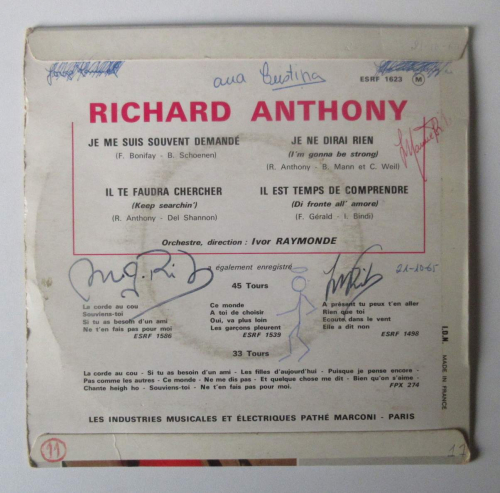 ana Cristina
ESRF 1623 M
RICHARD ANTHONY
JE ME SUIS SOUVENT DEMANDÉ
(F. Bonifay - B. Schoenen)
JE NE DIRAI RIEN
(I'm gonna be strong)
(R. Anthony - B. Mann et C. Weil)
IL TE FAUDRA CHERCHER
(Keep searchin')
(R. Anthony - Del Shannon)
IL EST TEMPS DE COMPRENDRE
(Di fronte all' amore)
(F. Gérald - I. Bindi)
Orchestre, direction : Ivor RAYMONDE
également enregistré
21-10-65
45 Tours
La corde au cou
Souviens-toi
Si tu as besoin d'un ami
Ne t'en fais pas pour moi
ESRF 1586
Ce monde
A toi de choisir
Oui, va plus loin
Les garçons pleurent
ESRF 1539
A présent tu peux t'en aller
Rien que toi
Ecoute dans le vent
Elle a dit non
ESRF 1498
33 Tours
La corde au cou - Si tu as besoin d'un ami - Les filles d'aujourd'hui - Puisque je pense encore -
Pas comme les autres - Ce monde - Ne me dis pas - Et quelque chose me dit - Bien qu'on s'aime -
Chante heigh ho - Souviens-toi - Ne t'en fais pas pour moi.
FPX 274
I.D.N. MADE IN FRANCE
LES INDUSTRIES MUSICALES ET ÉLECTRIQUES PATHÉ MARCONI - PARIS
11
17